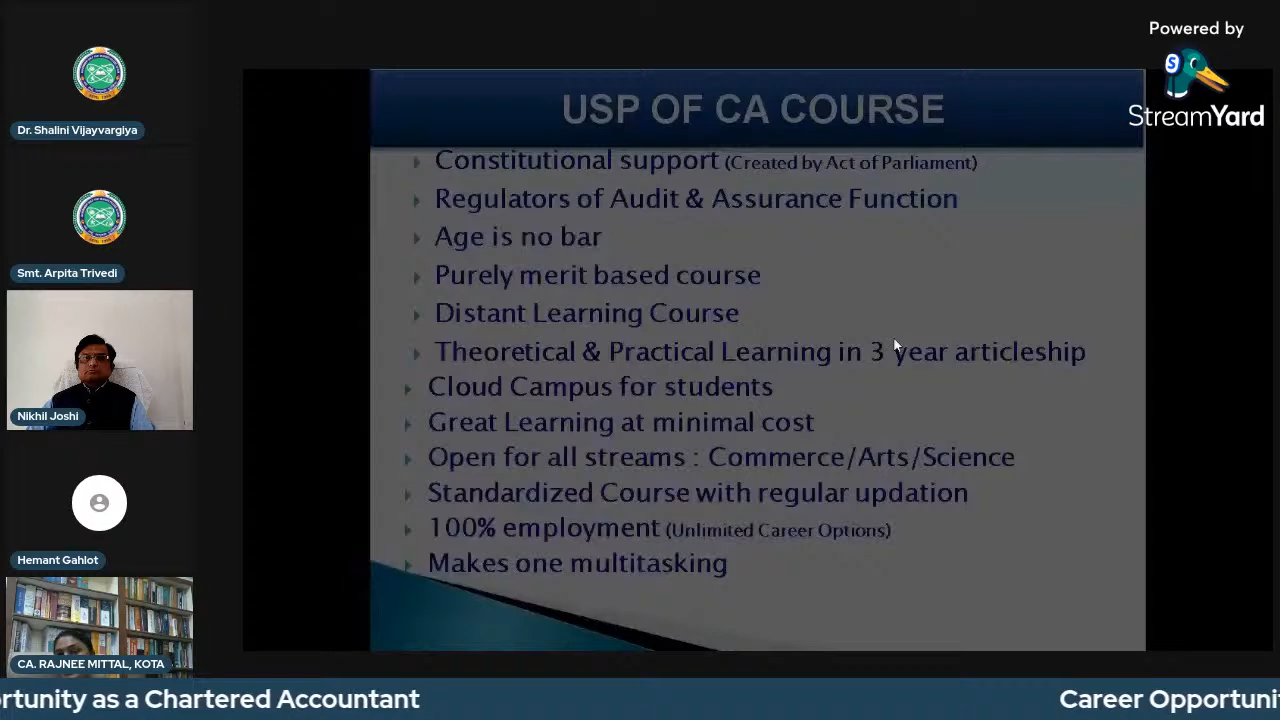 Powered by
StreamYard
Dr. Shalini Vijayvargiya
Smt. Arpita Trivedi
Nikhil Joshi
Hemant Gahlot
CA. RAJNEE MITTAL, KOTA
USP OF CA COURSE
Constitutional support (Created by Act of Parliament)
Regulators of Audit & Assurance Function
Age is no bar
Purely merit based course
Distant Learning Course
Theoretical & Practical Learning in 3 year articleship
Cloud Campus for students
Great Learning at minimal cost
Open for all streams : Commerce/Arts/Science
Standardized Course with regular updation
100% employment (Unlimited Career Options)
Makes one multitasking
ortunity as a Chartered Accountant Career Opportuni